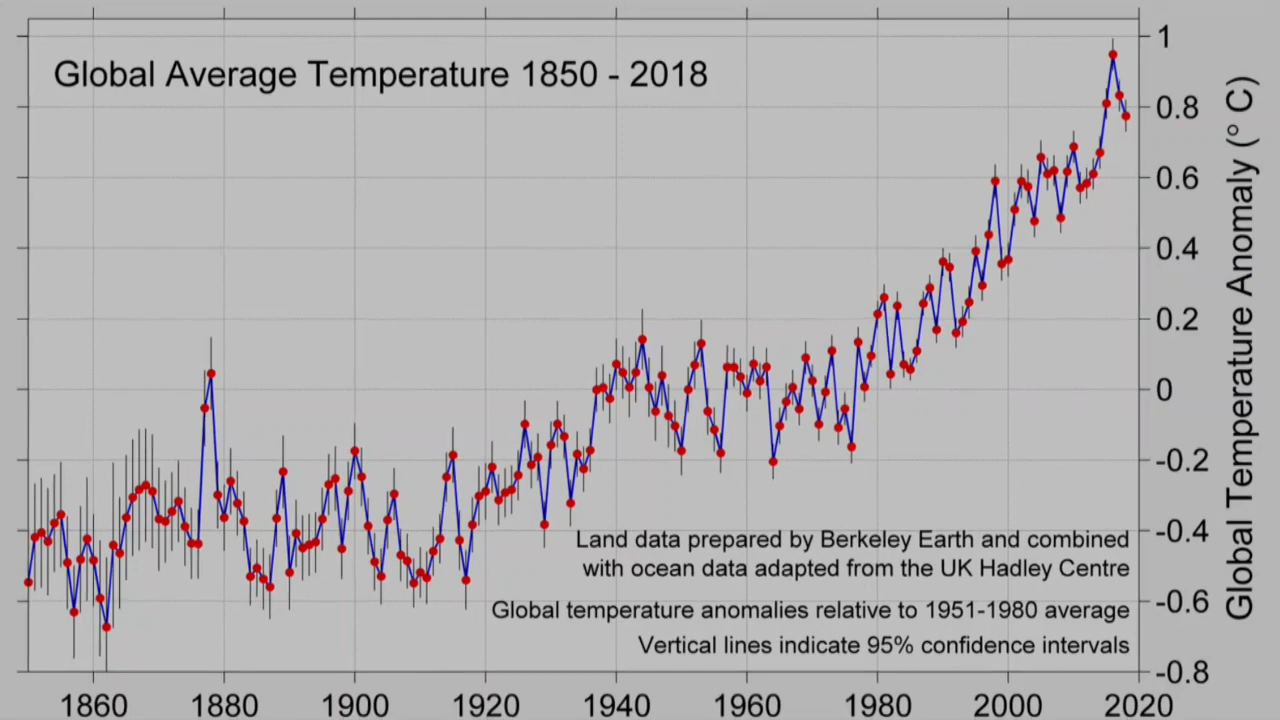 Global Average Temperature 1850 - 2018
1
0.8
0.6
0.4
0.2
0
-0.2
-0.4
-0.6
-0.8
Global Temperature Anomaly (° C)
Land data prepared by Berkeley Earth and combined
with ocean data adapted from the UK Hadley Centre
Global temperature anomalies relative to 1951-1980 average
Vertical lines indicate 95% confidence intervals
1860 1880 1900 1920 1940 1960 1980 2000 2020